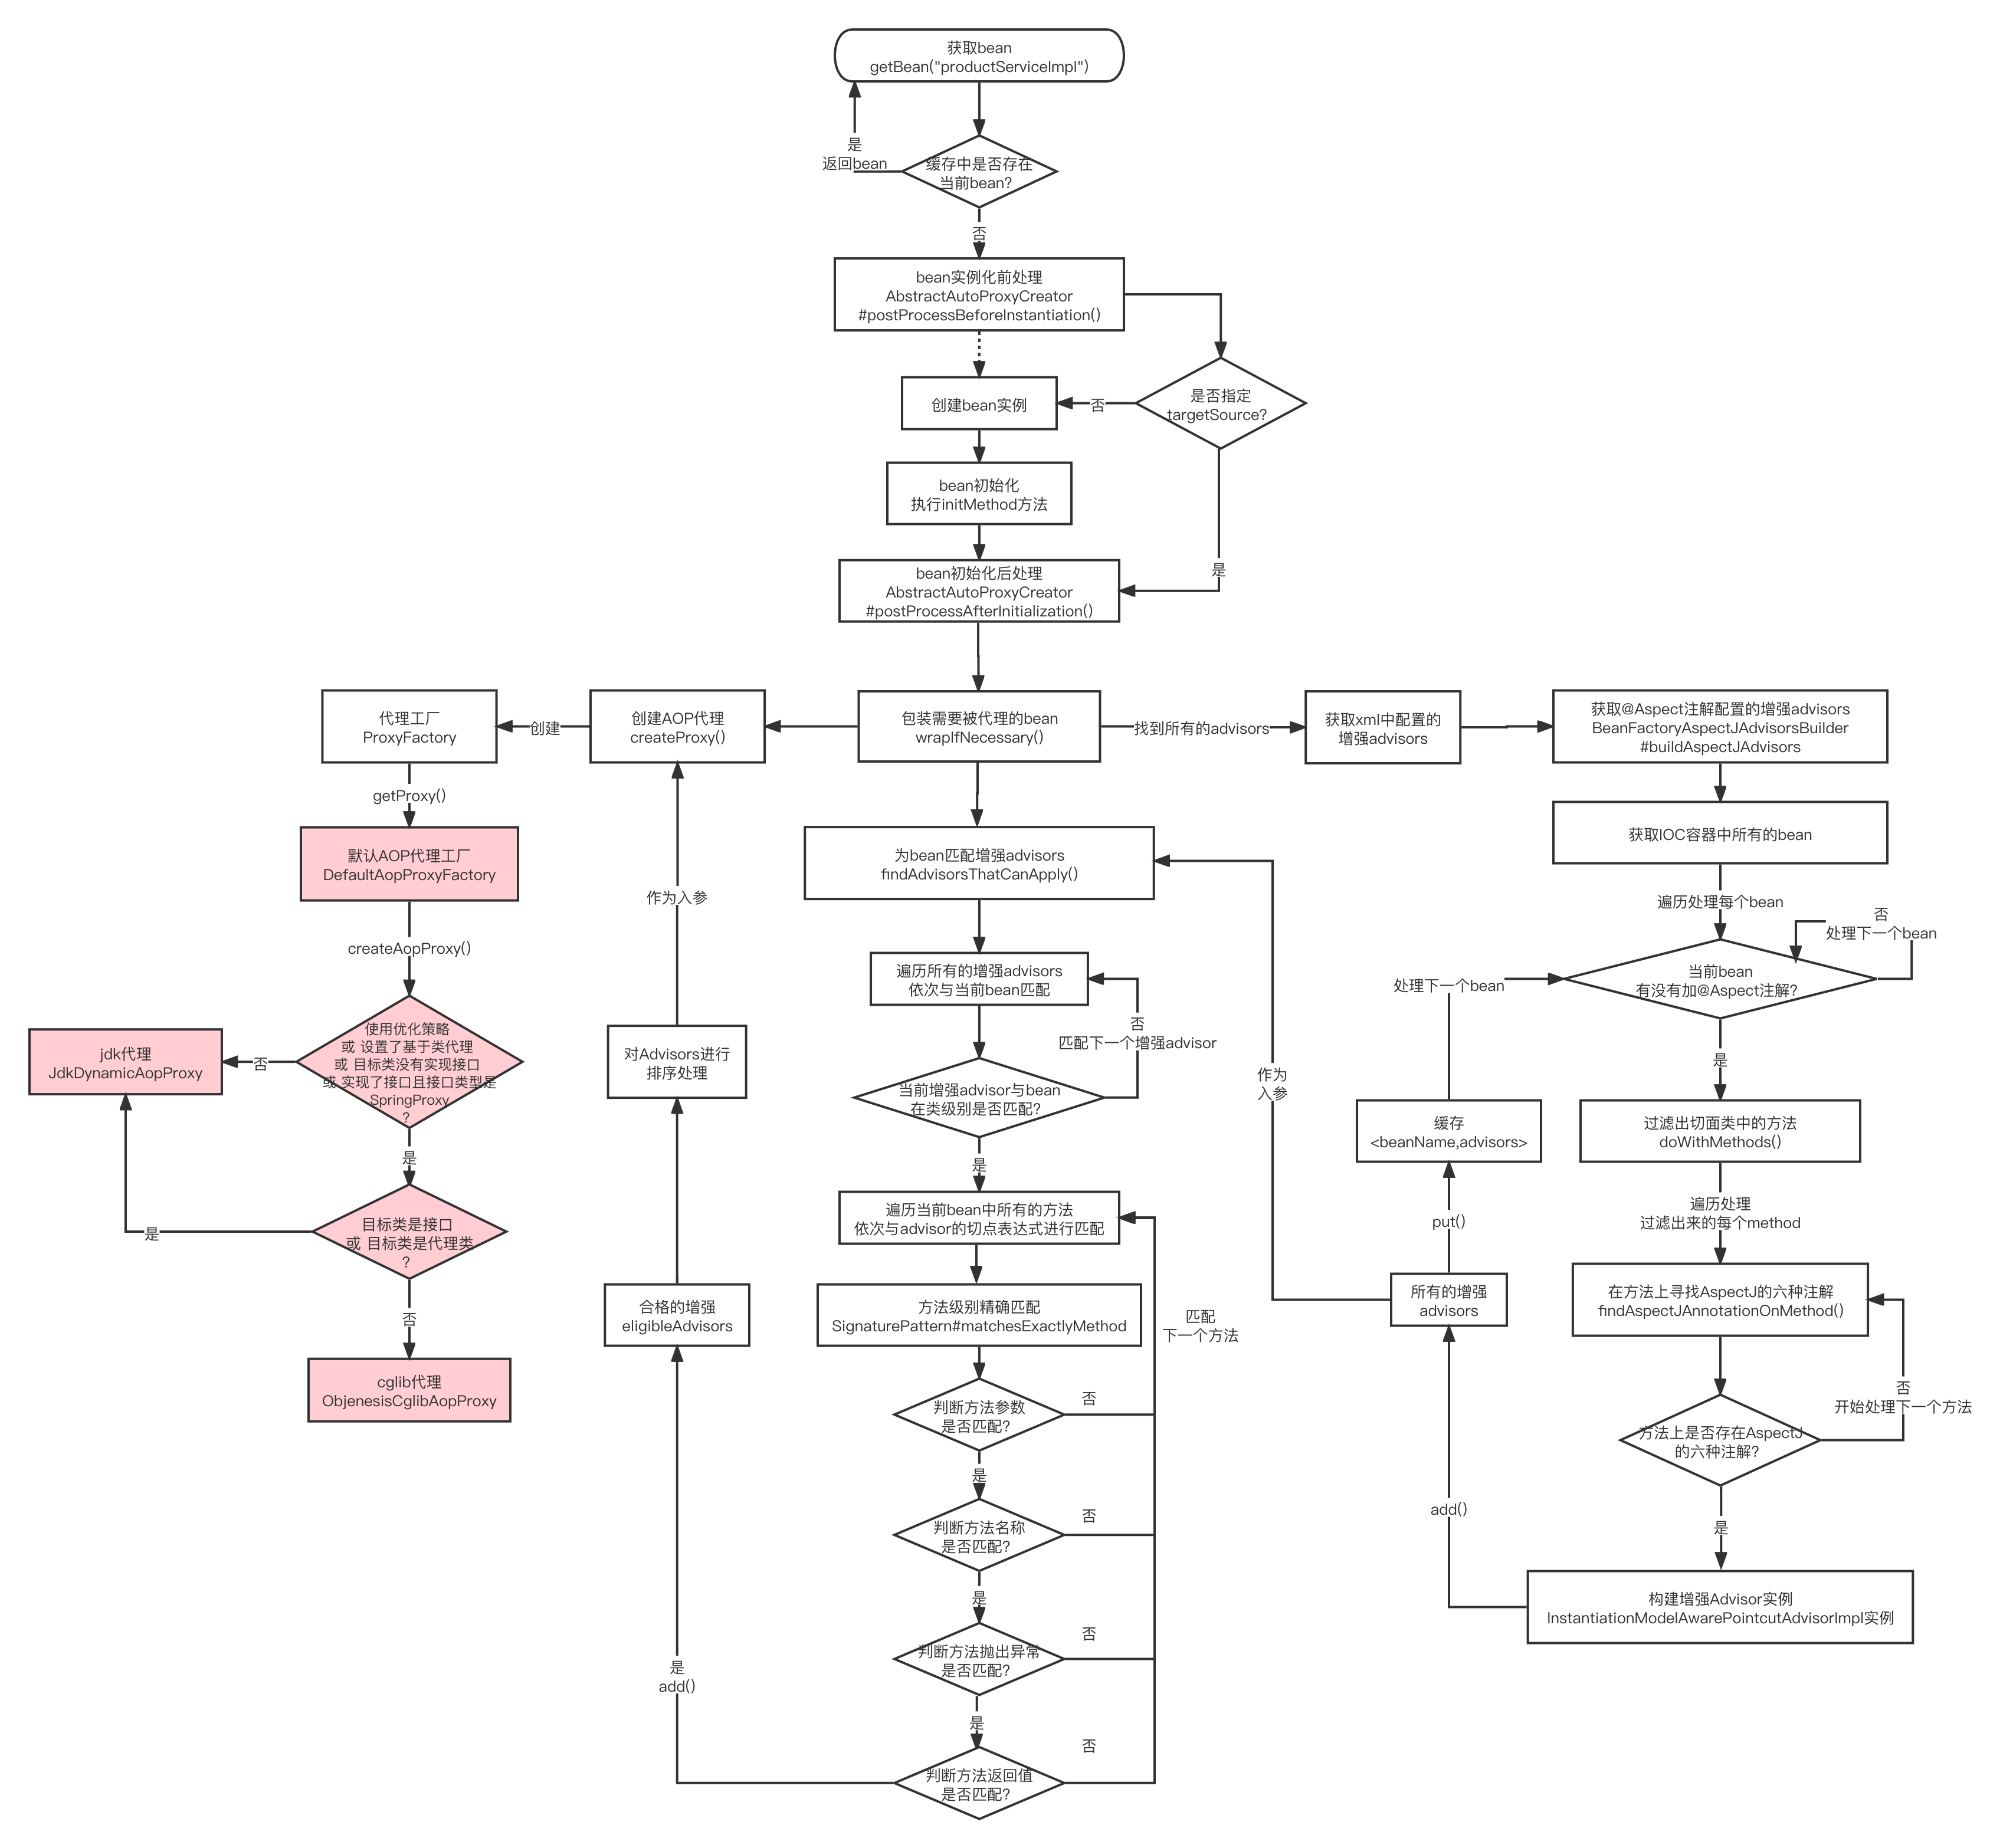 获取bean
getBean("productServiceImpl")
是
返回bean
缓存中是否存在
当前bean?
否
bean实例化前处理
AbstractAutoProxyCreator
#postProcessBeforeInstantiation()
创建bean实例
否
是否指定
targetSource?
bean初始化
执行initMethod方法
是
bean初始化后处理
AbstractAutoProxyCreator
#postProcessAfterInitialization()
代理工厂
ProxyFactory
创建
创建AOP代理
createProxy()
包装需要被代理的bean
wrapIfNecessary()
找到所有的advisors
获取xml中配置的
增强advisors
获取@Aspect注解配置的增强advisors
BeanFactoryAspectJAdvisorsBuilder
#buildAspectJAdvisors
getProxy()
默认AOP代理工厂
DefaultAopProxyFactory
createAopProxy()
使用优化策略
或 设置了基于类代理
或 目标类没有实现接口
或 实现了接口且接口类型是
SpringProxy
?
否
jdk代理
JdkDynamicAopProxy
是
目标类是接口
或 目标类是代理类
?
是
否
cglib代理
ObjenesisCglibAopProxy
作为入参
对Advisors进行
排序处理
合格的增强
eligibleAdvisors
是
add()
为bean匹配增强advisors
findAdvisorsThatCanApply()
遍历所有的增强advisors
依次与当前bean匹配
否
匹配下一个增强advisor
当前增强advisor与bean
在类级别是否匹配?
是
遍历当前bean中所有的方法
依次与advisor的切点表达式进行匹配
方法级别精确匹配
SignaturePattern#matchesExactlyMethod
匹配
下一个方法
判断方法参数
是否匹配?
否
是
判断方法名称
是否匹配?
否
是
判断方法抛出异常
是否匹配?
否
是
判断方法返回值
是否匹配?
否
作为
入参
获取IOC容器中所有的bean
遍历处理每个bean
否
处理下一个bean
当前bean
有没有加@Aspect注解?
处理下一个bean
是
缓存
<beanName,advisors>
过滤出切面类中的方法
doWithMethods()
put()
遍历处理
过滤出来的每个method
所有的增强
advisors
在方法上寻找AspectJ的六种注解
findAspectJAnnotationOnMethod()
否
开始处理下一个方法
方法上是否存在AspectJ
的六种注解?
add()
是
构建增强Advisor实例
InstantiationModelAwarePointcutAdvisorImpl实例